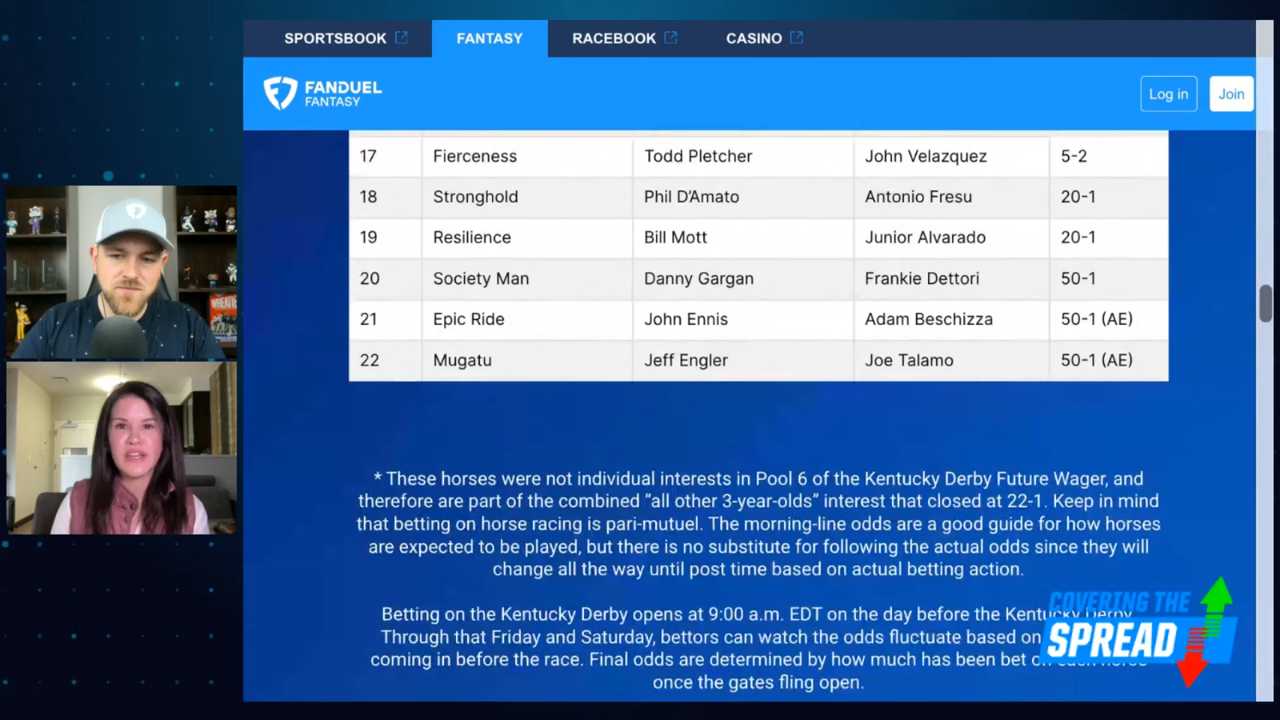 SPORTSBOOK FANTASY RACEBOOK CASINO
FANDUEL
FANTASY
Log in Join
17 Fierceness Todd Pletcher John Velazquez 5-2
18 Stronghold Phil D’Amato Antonio Fresu 20-1
19 Resilience Bill Mott Junior Alvarado 20-1
20 Society Man Danny Gargan Frankie Dettori 50-1
21 Epic Ride John Ennis Adam Beschizza 50-1 (AE)
22 Mugatu Jeff Engler Joe Talamo 50-1 (AE)
WHEATIES
* These horses were not individual interests in Pool 6 of the Kentucky Derby Future Wager, and
therefore are part of the combined “all other 3-year-olds” interest that closed at 22-1. Keep in mind
that betting on horse racing is pari-mutuel. The morning-line odds are a good guide for how horses
are expected to be played, but there is no substitute for following the actual odds since they will
change all the way until post time based on actual betting action.
Betting on the Kentucky Derby opens at 9:00 a.m. EDT on the day before the Kentucky Derby.
Through that Friday and Saturday, bettors can watch the odds fluctuate based on
coming in before the race. Final odds are determined by how much has been bet on each horse
once the gates fling open.
COVERING THE
SPREAD